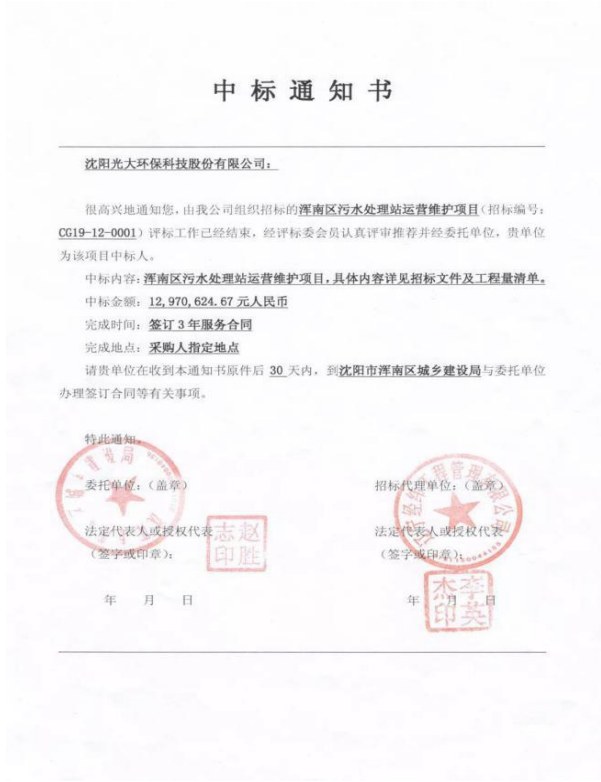 中标通知书
沈阳光大环保科技股份有限公司：
很高兴地通知您，由我公司组织招标的浑南区污水处理站运营维护项目（招标编号：
CG19-12-0001）评标工作已经结束，经评标委会员认真评审推荐并经委托单位，贵单位
为该项目中标人。
中标内容：浑南区污水处理站运营维护项目，具体内容详见招标文件及工程量清单。
中标金额：12,970,624.67 元人民币
完成时间：签订 3 年服务合同
完成地点：采购人指定地点
请贵单位在收到本通知书原件后 30 天内，到沈阳市浑南区城乡建设局与委托单位
办理签订合同等有关事项。
特此通知。
委托单位：（盖章）
招标代理单位：（盖章）
法定代表人或授权代表
法定代表人或授权代表
（签字或印章）：
（签字或印章）：
赵胜志印
年 月 日
年 月 日
李英杰印